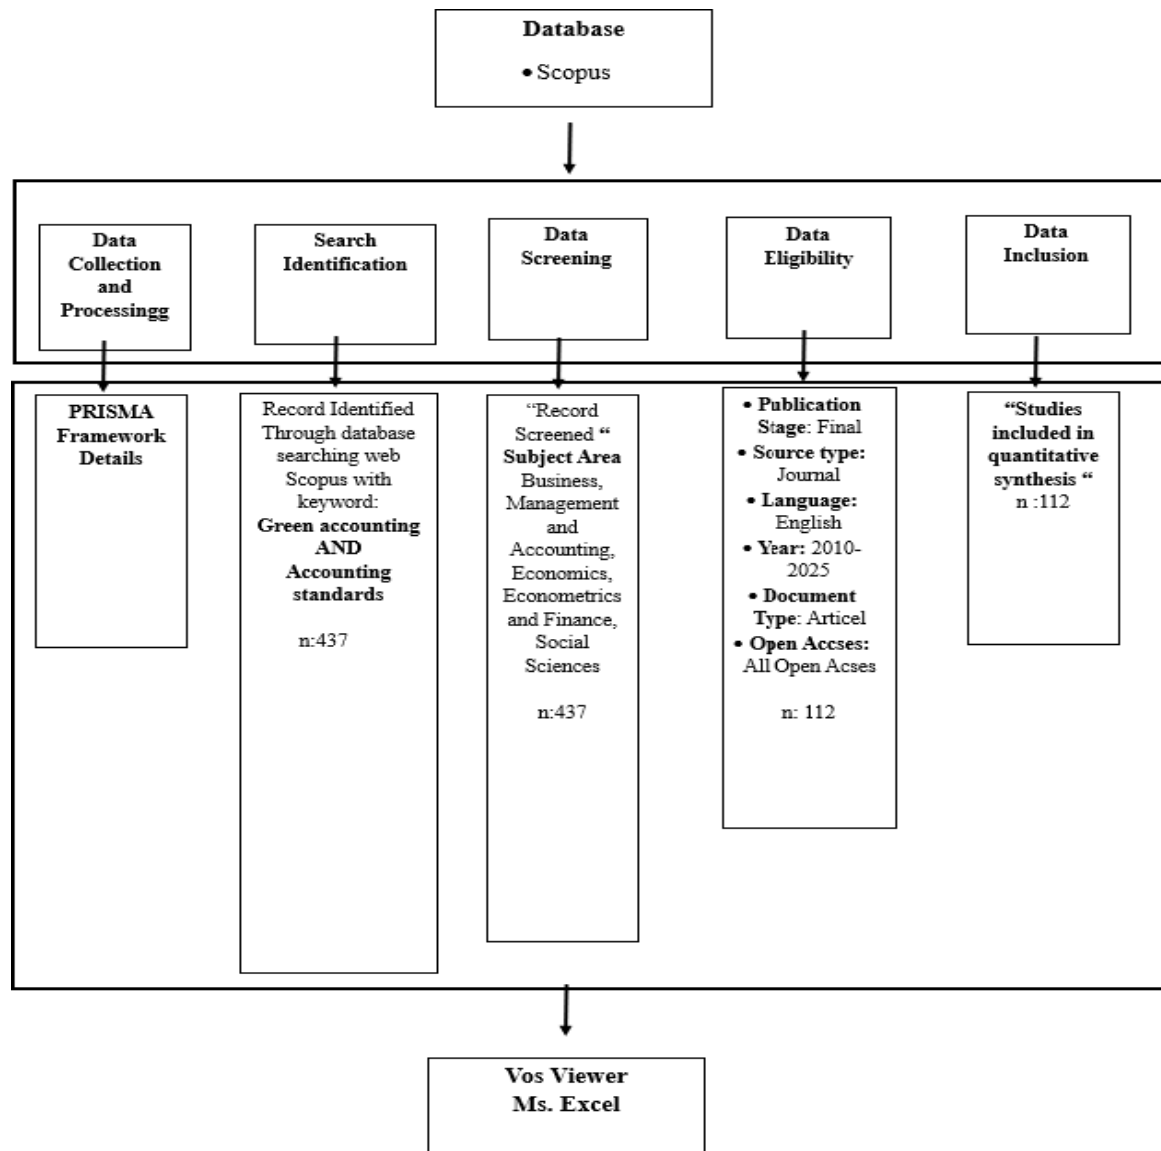 Database
• Scopus
Data
Collection
and
Processingg
Search
Identification
Data
Screening
Data
Eligibility
Data
Inclusion
PRISMA
Framework
Details
Record Identified
Through database
searching web
Scopus with
keyword:
Green accounting
AND
Accounting
standards
n:437
“Record
Screened “
Subject Area
Business,
Management
and
Accounting,
Economics,
Econometrics
and Finance,
Social
Sciences
n:437
• Publication
Stage: Final
• Source type:
Journal
• Language:
English
• Year: 2010-
2025
• Document
Type: Articel
• Open Accses:
All Open Acses
n: 112
“Studies
included in
quantitative
synthesis “
n :112
Vos Viewer
Ms. Excel